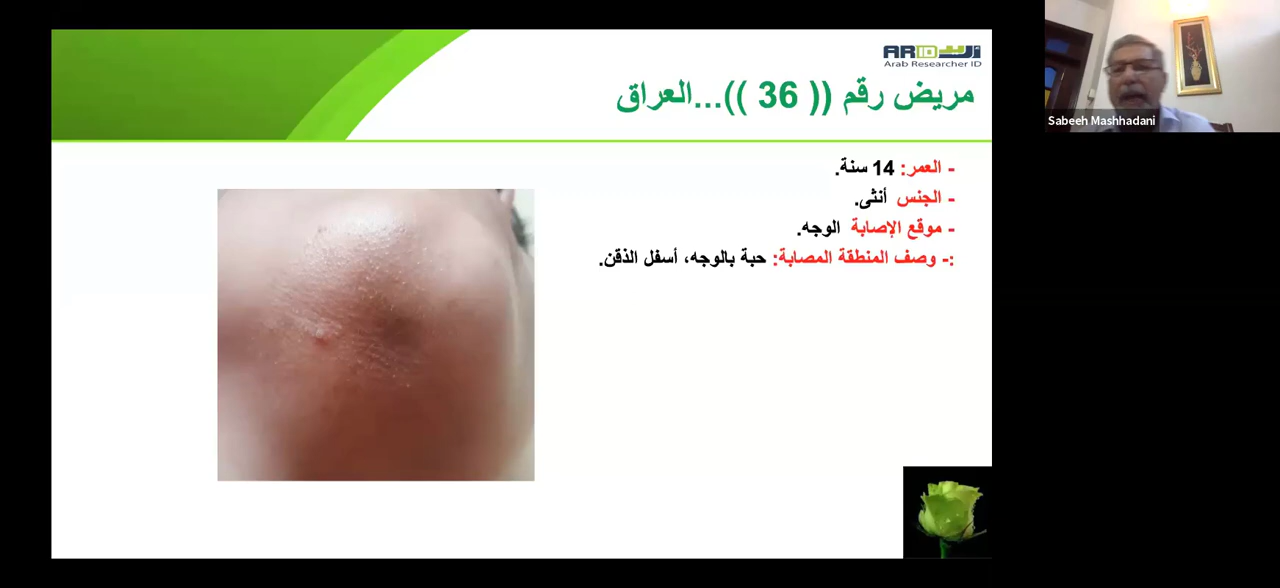 ARID أريد
Arab Researcher ID
مريض رقم (( 36 ))...العراق
- العمر: 14 سنة.
- الجنس أنثى.
- موقع الإصابة الوجه.
:- وصف المنطقة المصابة: حبة بالوجه، أسفل الذقن.
Sabeeh Mashhadani